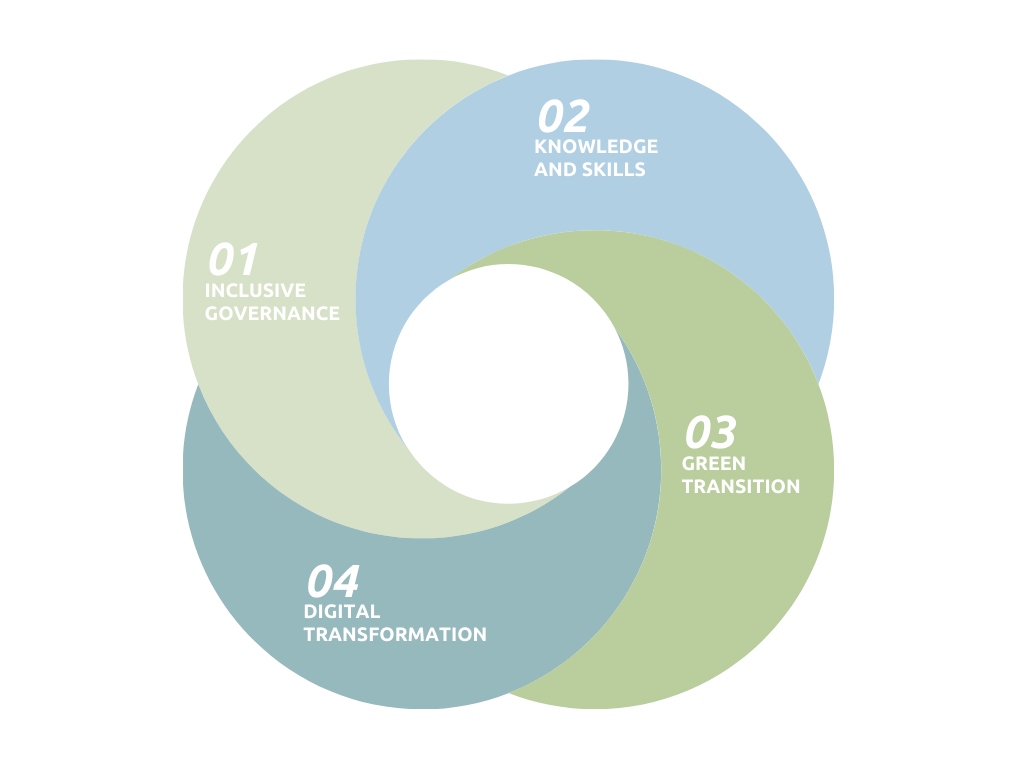 01
INCLUSIVE
GOVERNANCE
02
KNOWLEDGE
AND SKILLS
03
GREEN
TRANSITION
04
DIGITAL
TRANSFORMATION